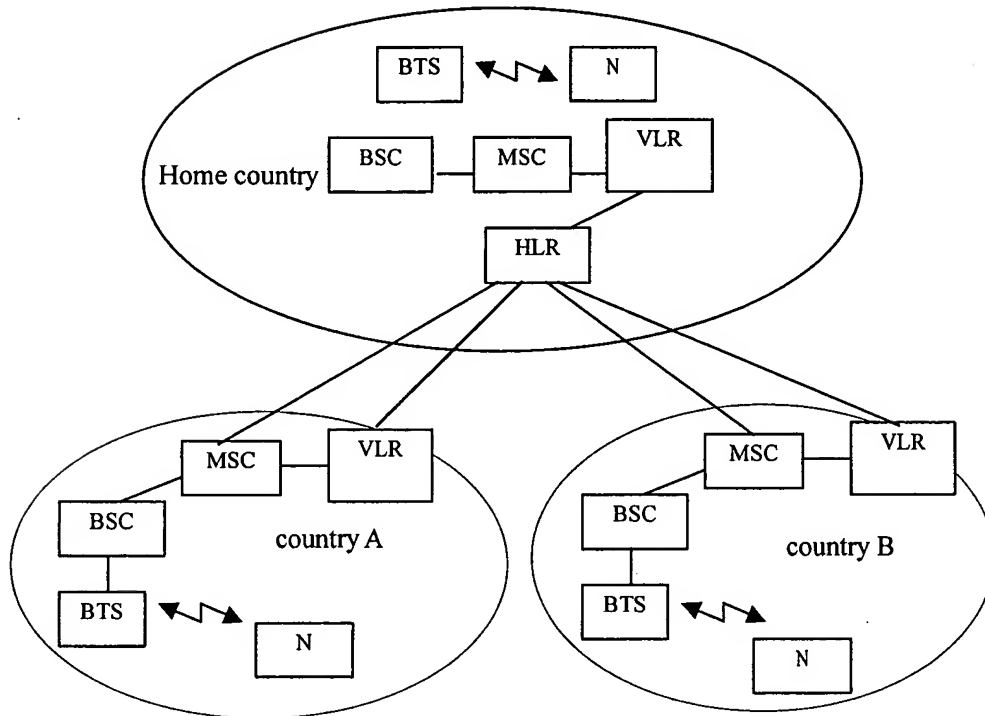 BTS
N
BSC
MSC
VLR
Home country
HLR
MSC
VLR
BSC
country A
BTS
N
MSC
VLR
BSC
country B
BTS
N